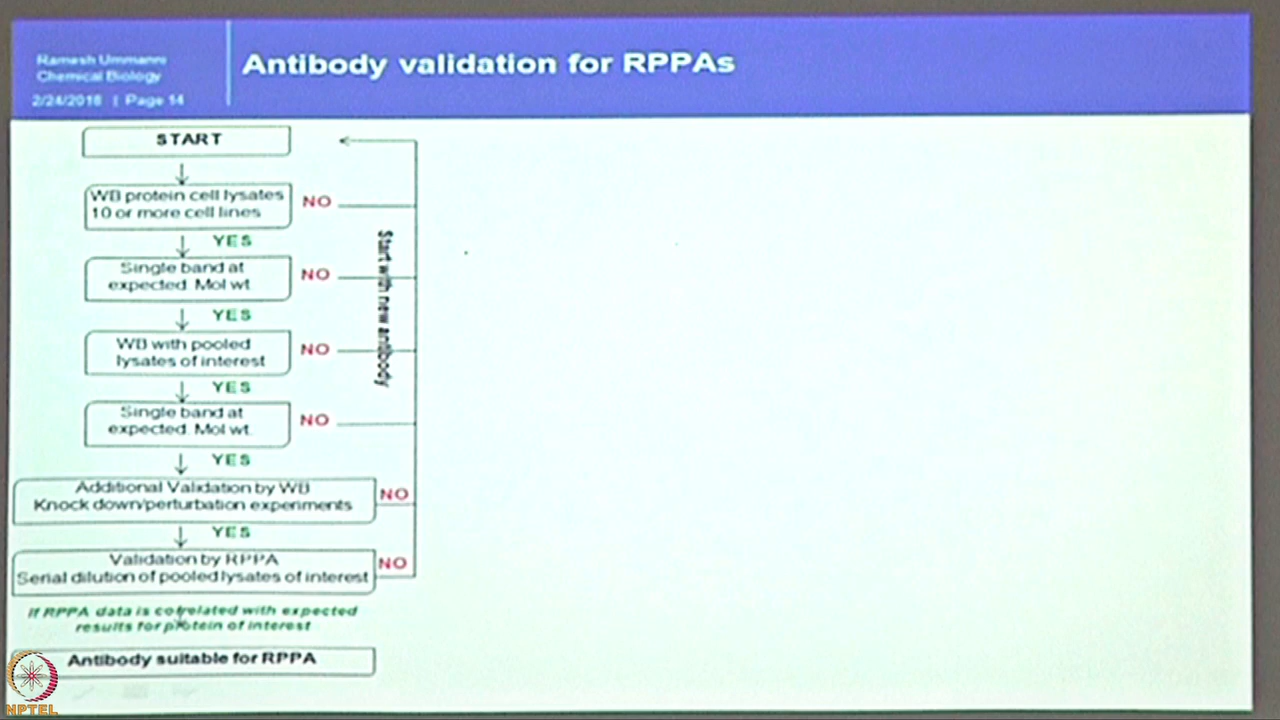 Ramesh Ummanni
Chemical Biology
2/24/2018 | Page 14
Antibody validation for RPPAs
START
WB protein cell lysates
10 or more cell lines
NO
YES
Single band at
expected. Mol wt.
NO
YES
WB with pooled
lysates of interest
NO
YES
Single band at
expected. Mol wt.
NO
YES
Additional Validation by WB
Knock down/perturbation experiments
NO
YES
Validation by RPPA
Serial dilution of pooled lysates of interest
NO
Start with new antibody
If RPPA data is correlated with expected
results for protein of interest
Antibody suitable for RPPA
NPTEL